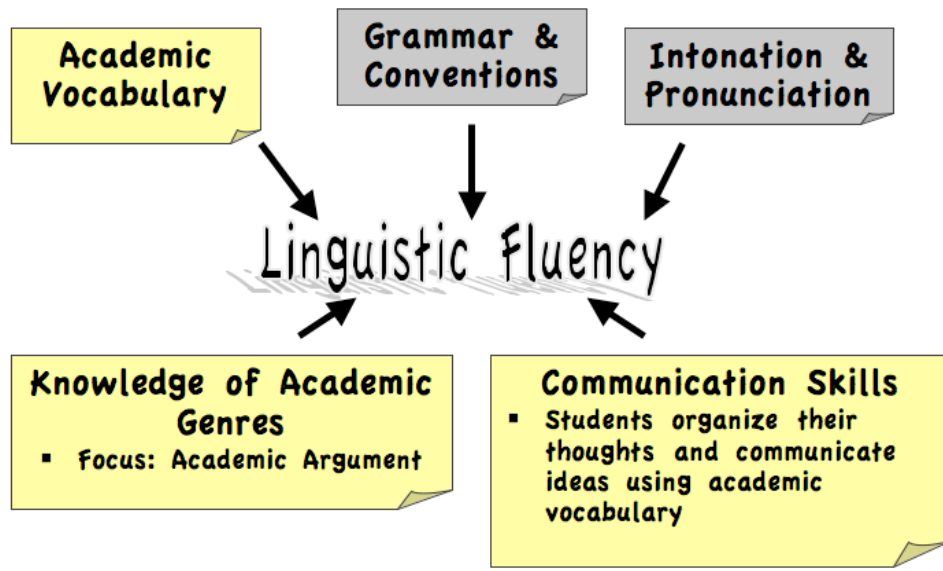 Academic
Vocabulary
Grammar &
Conventions
Intonation &
Pronunciation
Linguistic Fluency
Knowledge of Academic
Genres
▪ Focus: Academic Argument
Communication Skills
▪ Students organize their
thoughts and communicate
ideas using academic
vocabulary